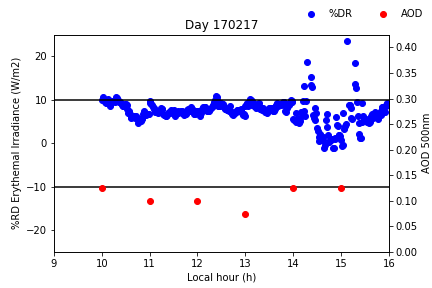 %DR AOD
Day 170217
%RD Erythemal Irradiance (W/m2)
20
10
0
−10
−20
0.40
0.35
0.30
0.25
0.20
0.15
0.10
0.05
0.00
AOD 500nm
9 10 11 12 13 14 15 16
Local hour (h)